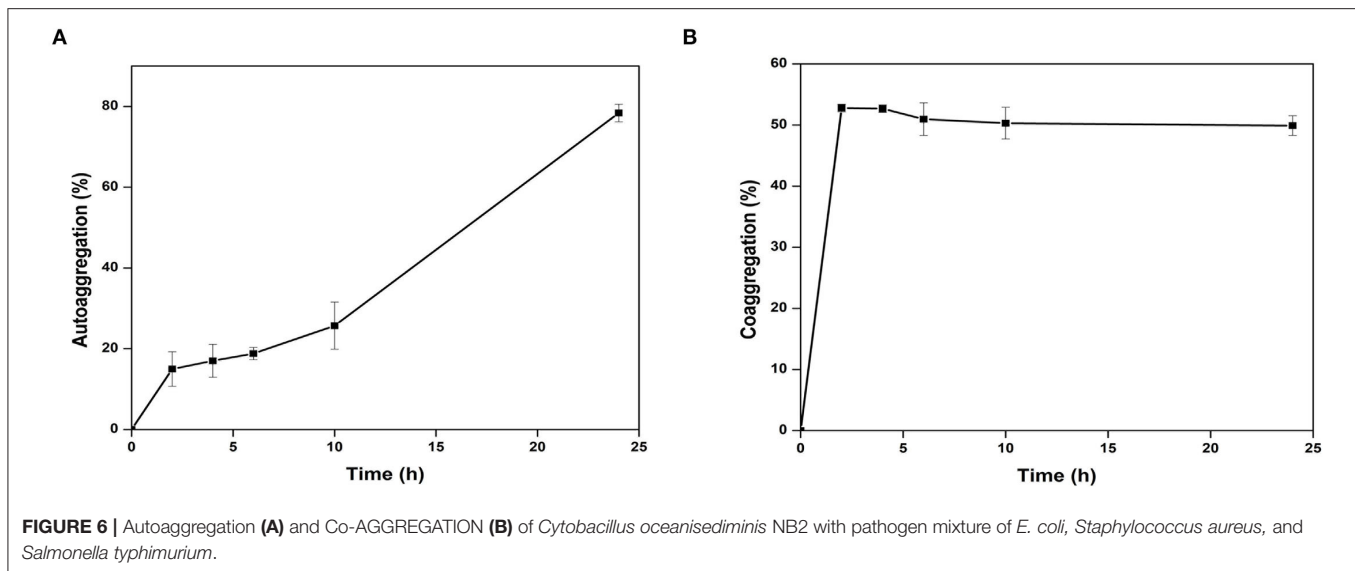 A
80
60
40
20
0
0 5 10 15 20 25
Autoaggregation (%)
Time (h)
B
60
50
40
30
20
10
0
0 5 10 15 20 25
Coaggregation (%)
Time (h)
FIGURE 6 | Autoaggregation (A) and Co-AGGREGATION (B) of Cytobacillus oceanisediminis NB2 with pathogen mixture of E. coli, Staphylococcus aureus, and
Salmonella typhimurium.